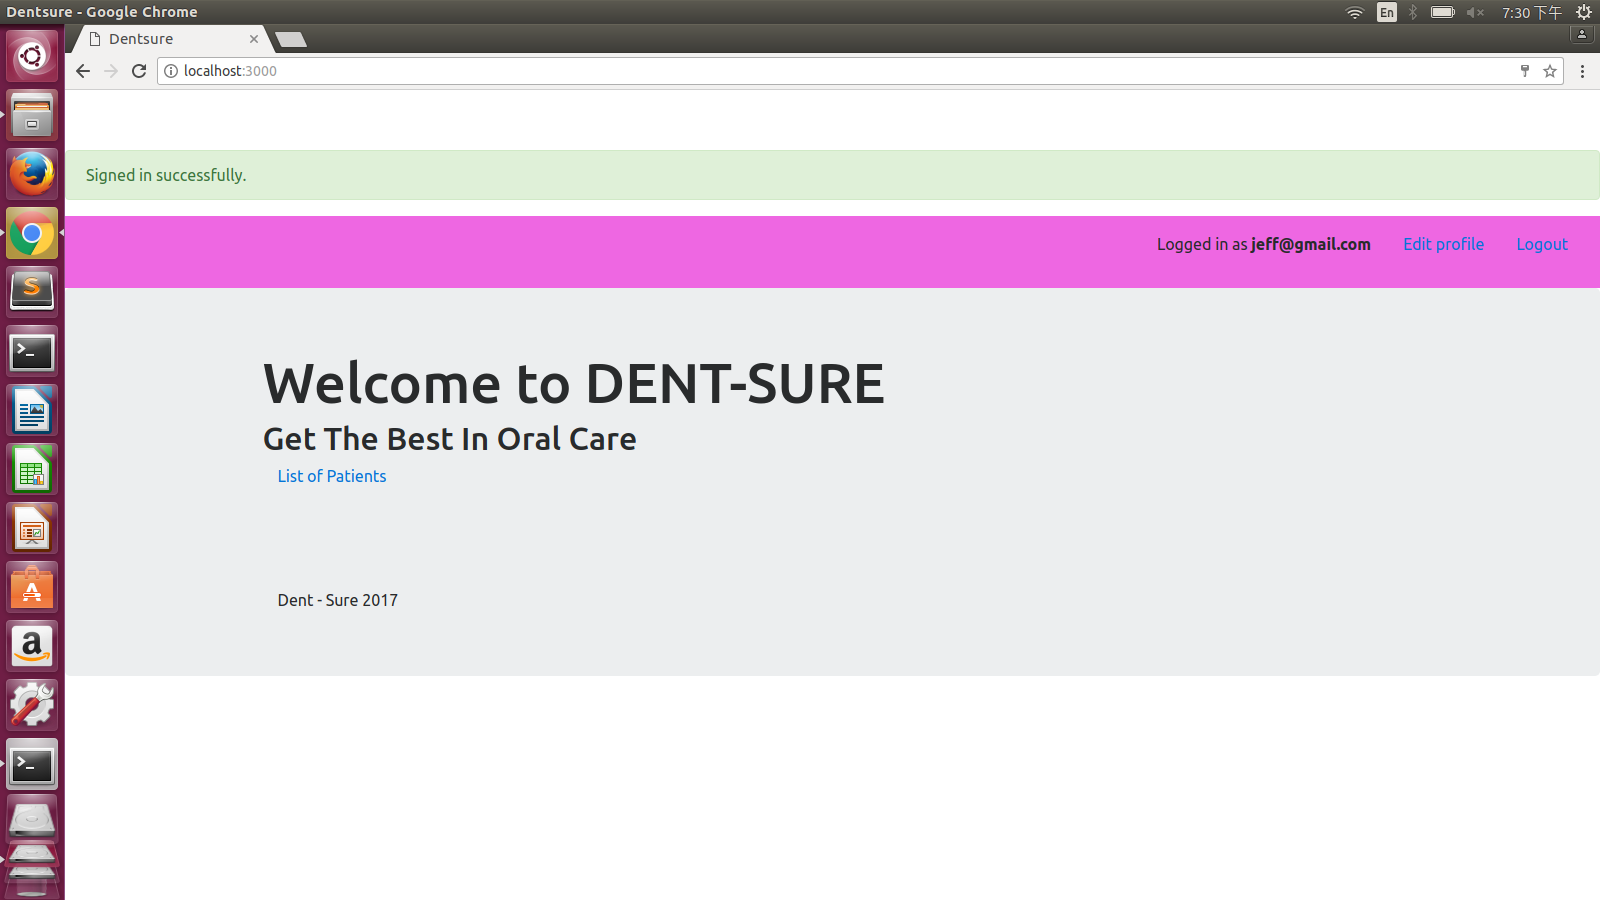 Dentsure - Google Chrome
En
7:30 下午
Dentsure
localhost:3000
Signed in successfully.
Logged in as jeff@gmail.com Edit profile Logout
Welcome to DENT-SURE
Get The Best In Oral Care
List of Patients
Dent - Sure 2017